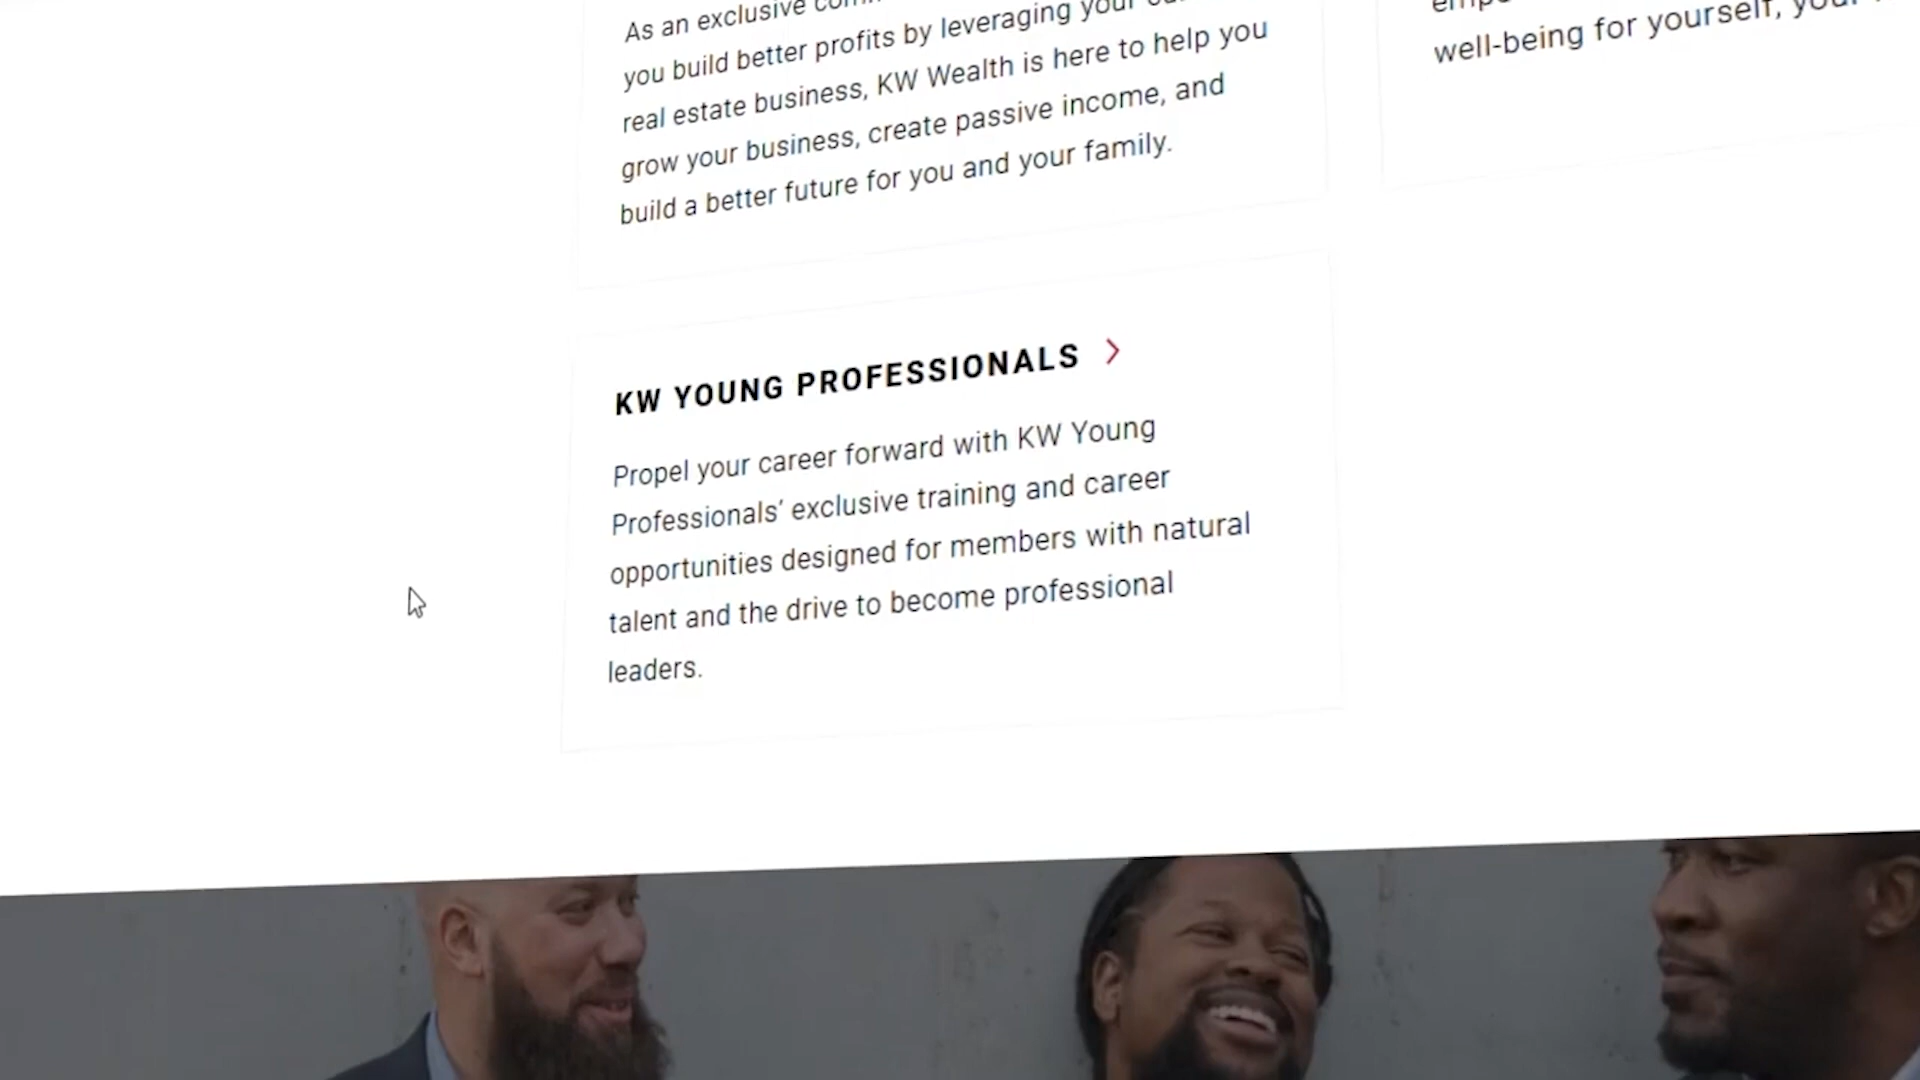 As an exclusive
you build better profits by leveraging your
real estate business, KW Wealth is here to help you
grow your business, create passive income, and
build a better future for you and your family.
well-being for yourself,
KW YOUNG PROFESSIONALS
Propel your career forward with KW Young
Professionals’ exclusive training and career
opportunities designed for members with natural
talent and the drive to become professional
leaders.